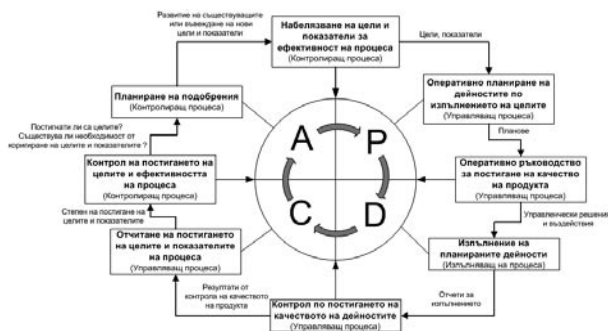 Набелязване на цели и
показатели за
ефективност на процеса
(Контролиращ процеса)
Цели, показатели
Оперативно планиране на
дейностите по
изпълнението на целите
(Управляващ процеса)
Планове
Оперативно ръководство
за постигане на качество
на продукта
(Управляващ процеса)
Управленчески решения
и въздействия
Изпълнение на
планираните дейности
(Изпълняващ на процеса)
Отчети за
изпълнението
Контрол по постигането на
качеството на дейностите
(Управляващ процеса)
Резултати от
контрола на качеството
на продукта
Отчитане на постигането
на целите и показателите на
процеса
(Управляващ процеса)
Степен на постигане на
целите и показателите
Контрол на постигането на
целите и ефективността
на процеса
(Контролиращ процеса)
Постигнати ли са целите?
Съществува ли необходимост от
коригиране на целите и показателите ?
Планиране на подобрения
(Контролиращ процеса)
Развитие на съществуващите
или въвеждане на нови
цели и показатели
A P
C D